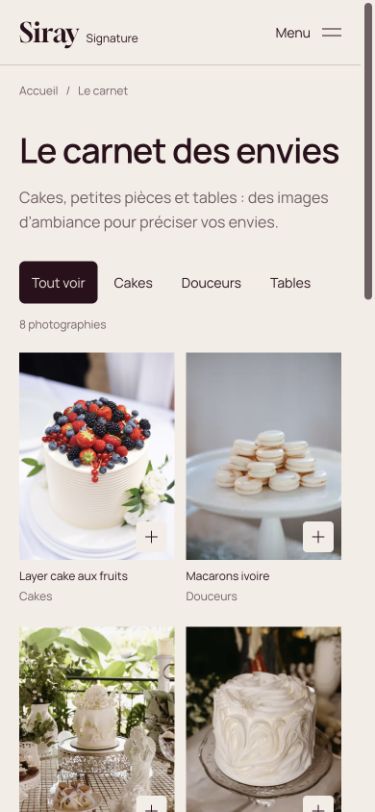 Siray Signature
Menu
Accueil / Le carnet
Le carnet des envies
Cakes, petites pièces et tables : des images
d'ambiance pour préciser vos envies.
Tout voir Cakes Douceurs Tables
8 photographies
Layer cake aux fruits
Cakes
Macarons ivoire
Douceurs